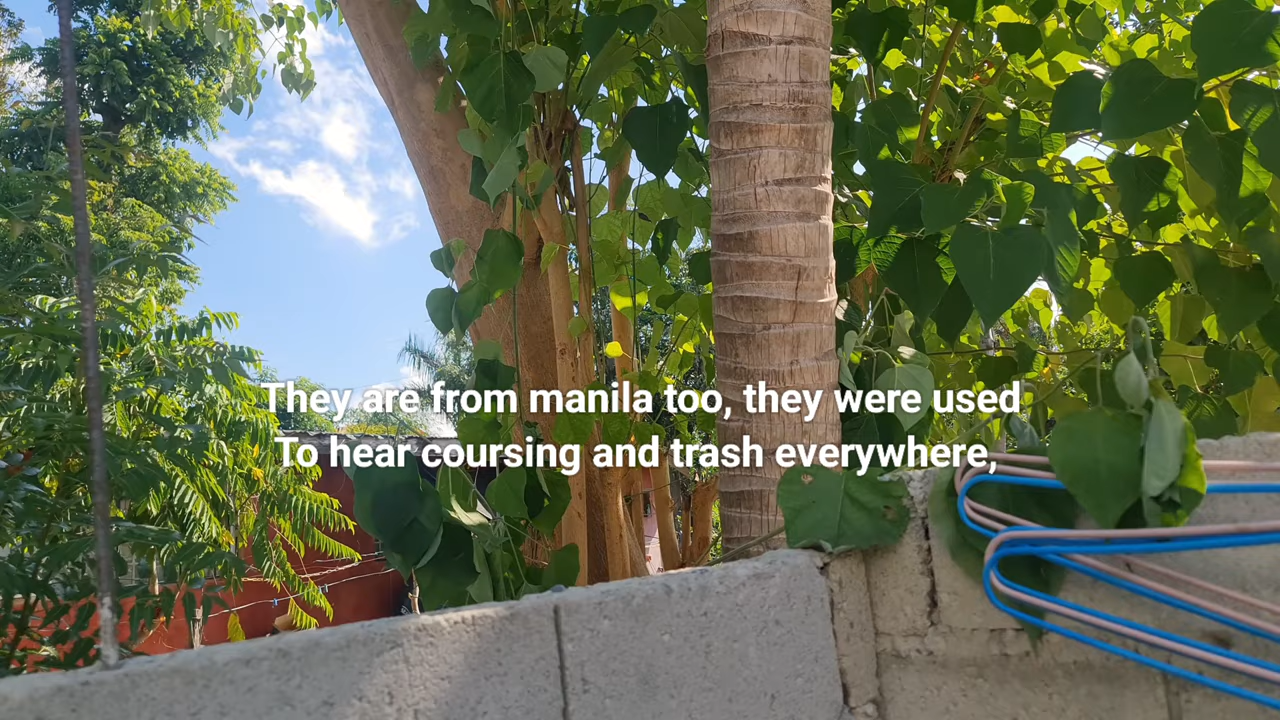 They are from manila too, they were used
To hear coursing and trash everywhere,